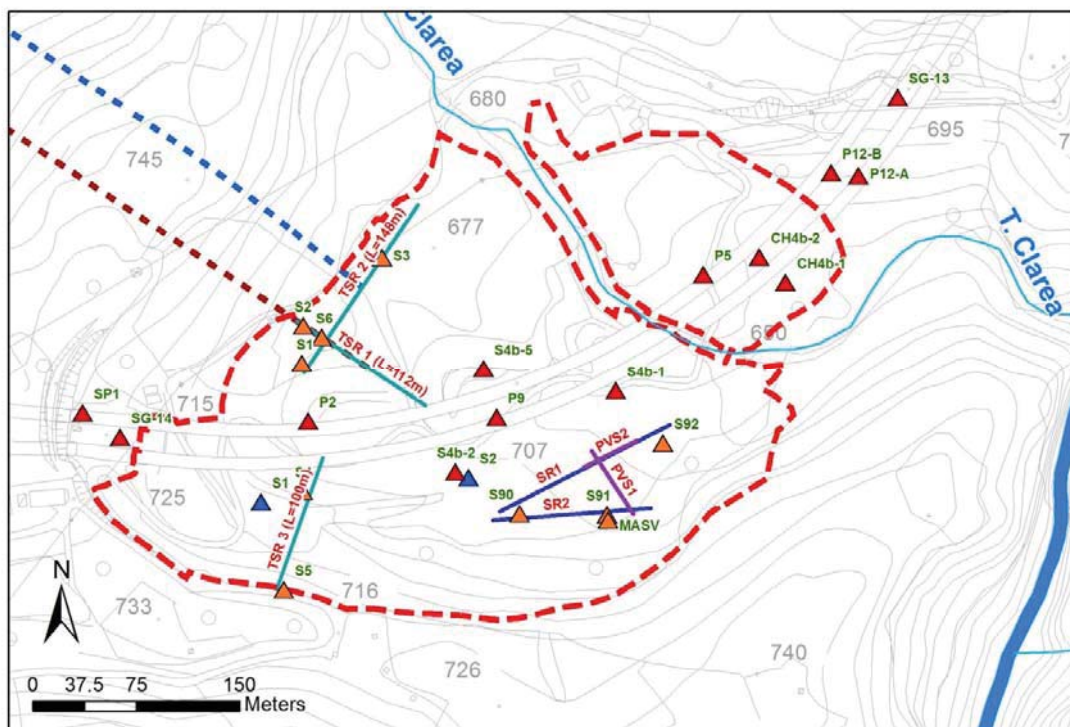 Clarea
680
SG-13
695
745
P12-B
P12-A
677
T. Clarea
TSR 2 (L=148m)
S3
CH4b-2
P5
CH4b-1
S2
S6
S1
TSR 1 (L=112m)
S4b-5
S4b-1
SP1
715
P2
P9
SG-14
S92
PVS2
707
S4b-2
S2
SR1
PVS1
725
S1
TSR 3 (L=100m)
S90
SR2
S91
MASV
S5
716
N
733
726
740
0 37.5 75 150
Meters